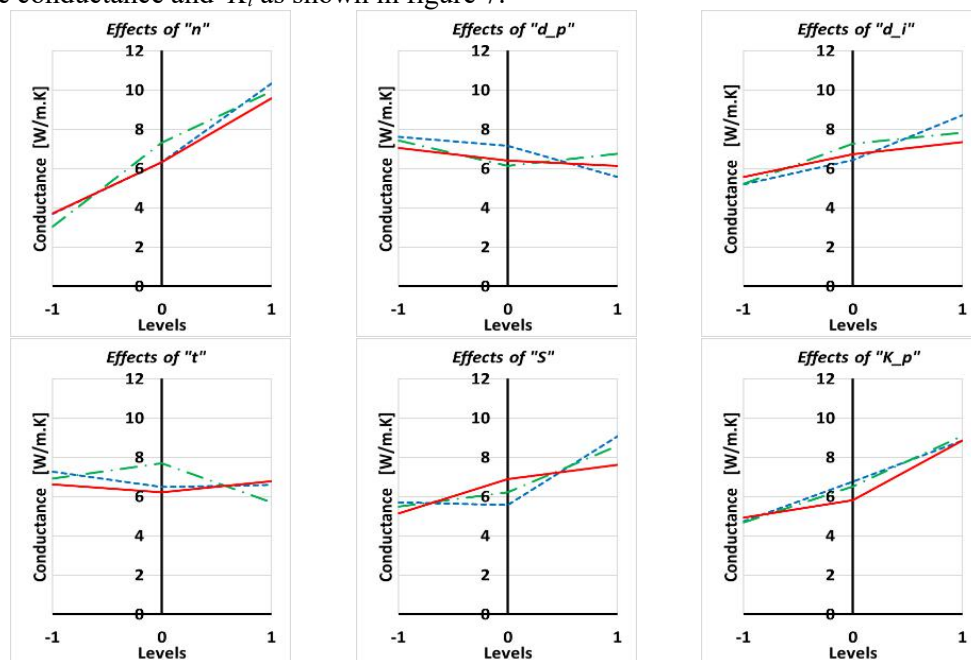 e conductance and K_l as shown in figure 7.
Effects of "n"
12
10
8
6
4
2
0
-1 0 1
Levels
Conductance [W/m.K]
Effects of "d_p"
12
10
8
6
4
2
0
-1 0 1
Levels
Conductance [W/m.K]
Effects of "d_i"
12
10
8
6
4
2
0
-1 0 1
Levels
Conductance [W/m.K]
Effects of "t"
12
10
8
6
4
2
0
-1 0 1
Levels
Conductance [W/m.K]
Effects of "S"
12
10
8
6
4
2
0
-1 0 1
Levels
Conductance [W/m.K]
Effects of "K_p"
12
10
8
6
4
2
0
-1 0 1
Levels
Conductance [W/m.K]